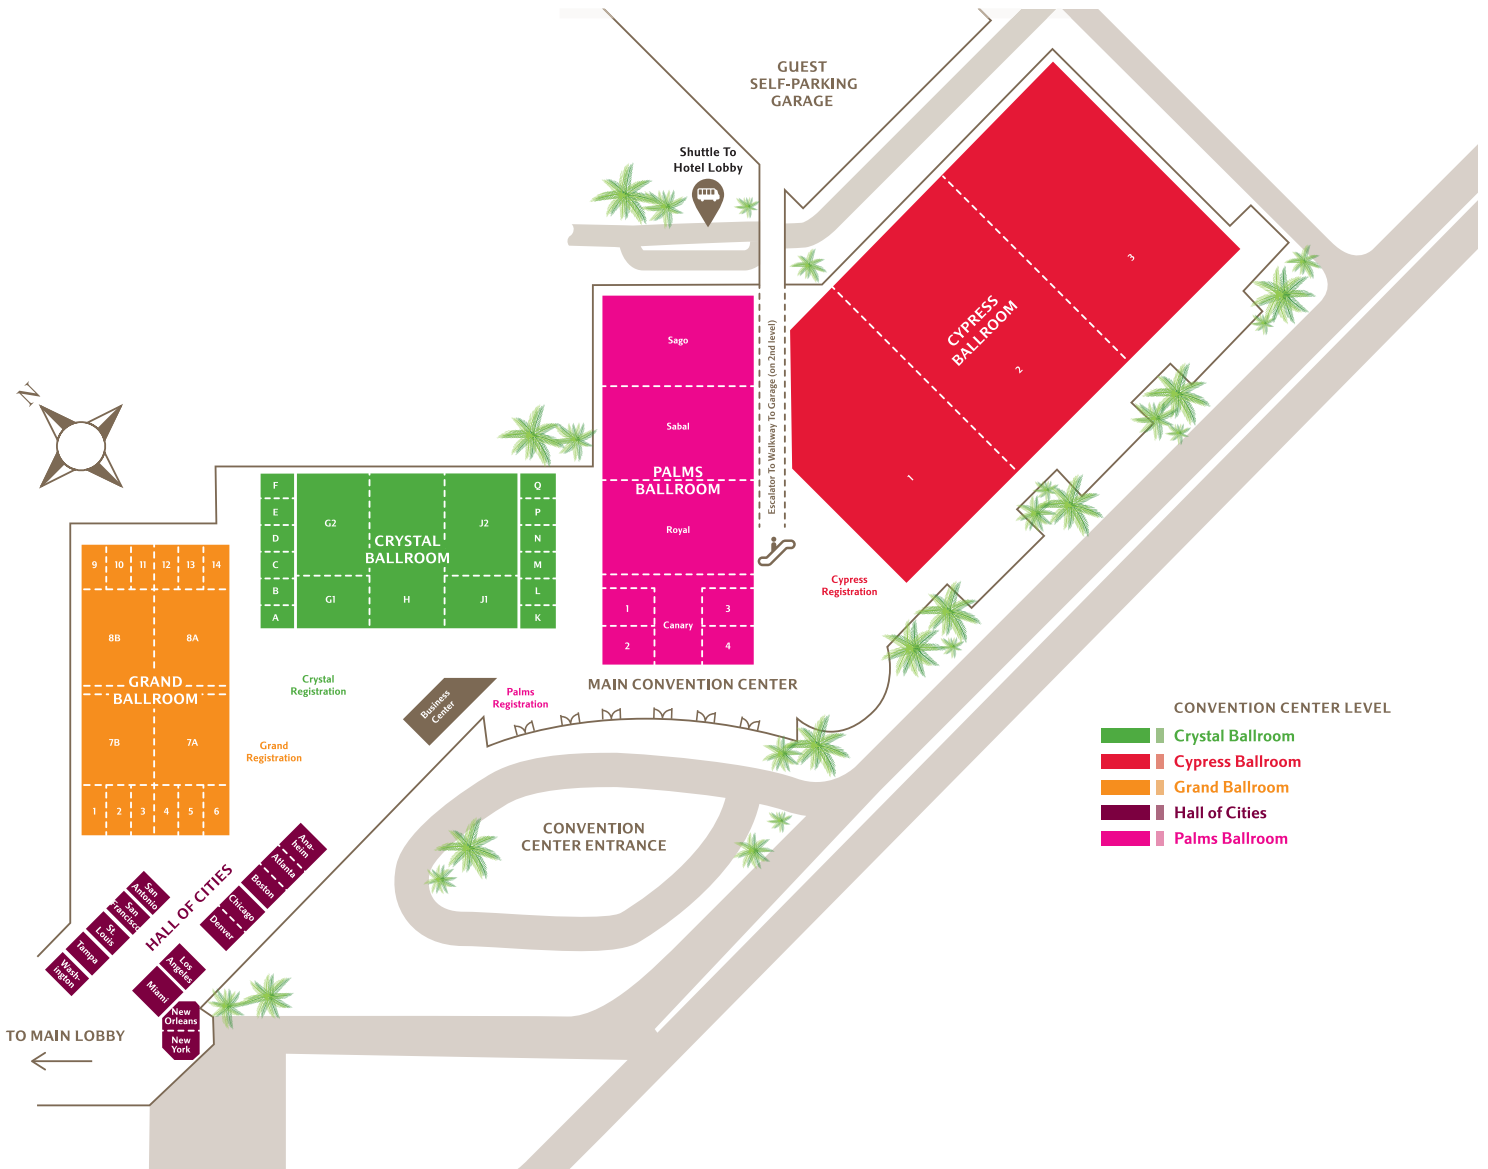 GUEST
SELF-PARKING
GARAGE
Shuttle To
Hotel Lobby
N
Escalator To Walkway To Garage (on 2nd level)
3
CYPRESS
BALLROOM
2
1
Cypress
Registration
Sago
Sabal
PALMS
BALLROOM
Royal
1
3
Canary
2
4
F
E
D
C
B
A
G2
J2
CRYSTAL
BALLROOM
G1
H
J1
Q
P
N
M
L
K
9
10
11
12
13
14
8B
8A
GRAND
BALLROOM
7B
7A
1
2
3
4
5
6
Crystal
Registration
Grand
Registration
Business
Center
Palms
Registration
MAIN CONVENTION CENTER
CONVENTION
CENTER ENTRANCE
HALL OF CITIES
Ana-
heim
Atlanta
Boston
Chicago
Denver
San
Antonio
San
Francisco
St.
Louis
Tampa
Wash-
ington
Los
Angeles
Miami
New
Orleans
New
York
TO MAIN LOBBY
CONVENTION CENTER LEVEL
Crystal Ballroom
Cypress Ballroom
Grand Ballroom
Hall of Cities
Palms Ballroom